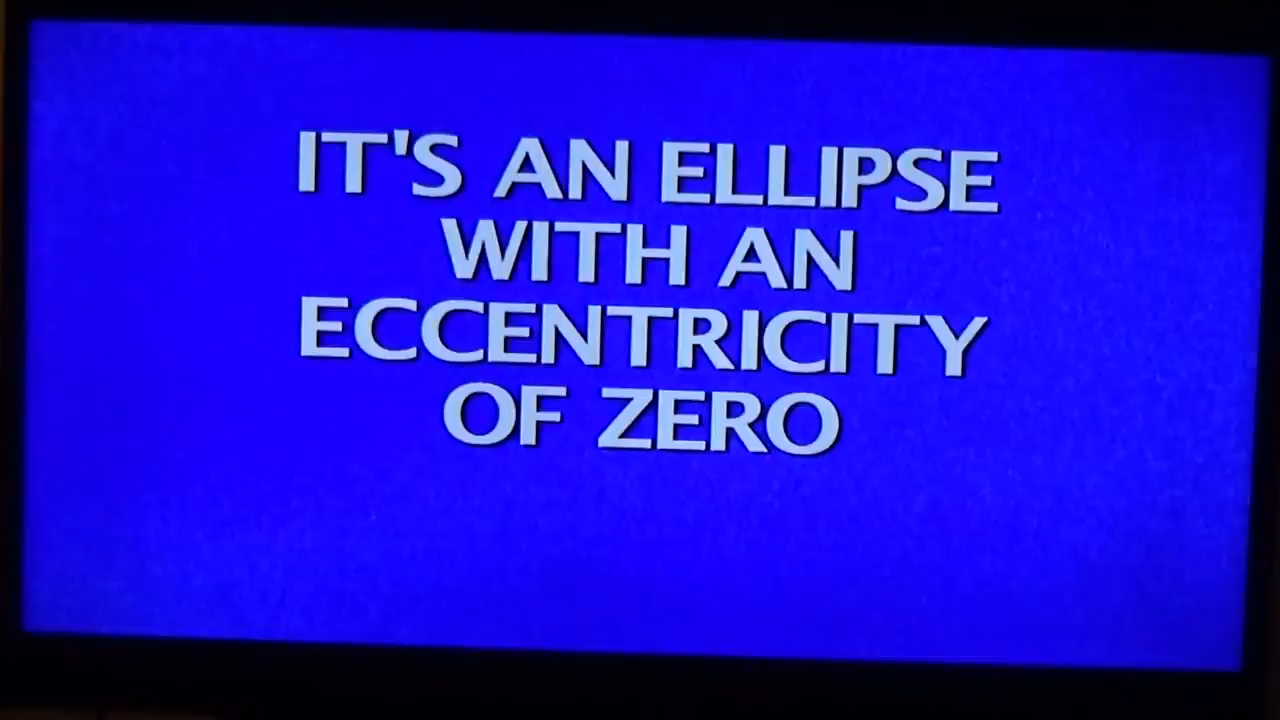 IT'S AN ELLIPSE
WITH AN
ECCENTRICITY
OF ZERO